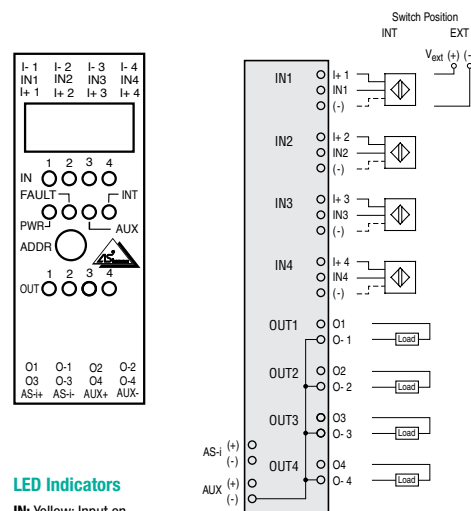 Switch Position
INT EXT
Vext (+) (-
I- 1 I- 2 I- 3 I- 4
IN1 IN2 IN3 IN4
I+ 1 I+ 2 I+ 3 I+ 4
1 2 3 4
IN
FAULT INT
PWR AUX
ADDR
1 2 3 4
OUT
O1 O-1 O2 O-2
O3 O-3 O4 O-4
AS-i+ AS-i- AUX+ AUX-
IN1 I+ 1
IN1
(-)
IN2 I+ 2
IN2
(-)
IN3 I+ 3
IN3
(-)
IN4 I+ 4
IN4
(-)
OUT1 O1
O- 1 Load
OUT2 O2
O- 2 Load
OUT3 O3
O- 3 Load
OUT4 O4
O- 4 Load
AS-i (+)
(-)
AUX (+)
(-)
LED Indicators
IN: Yellow: Input on